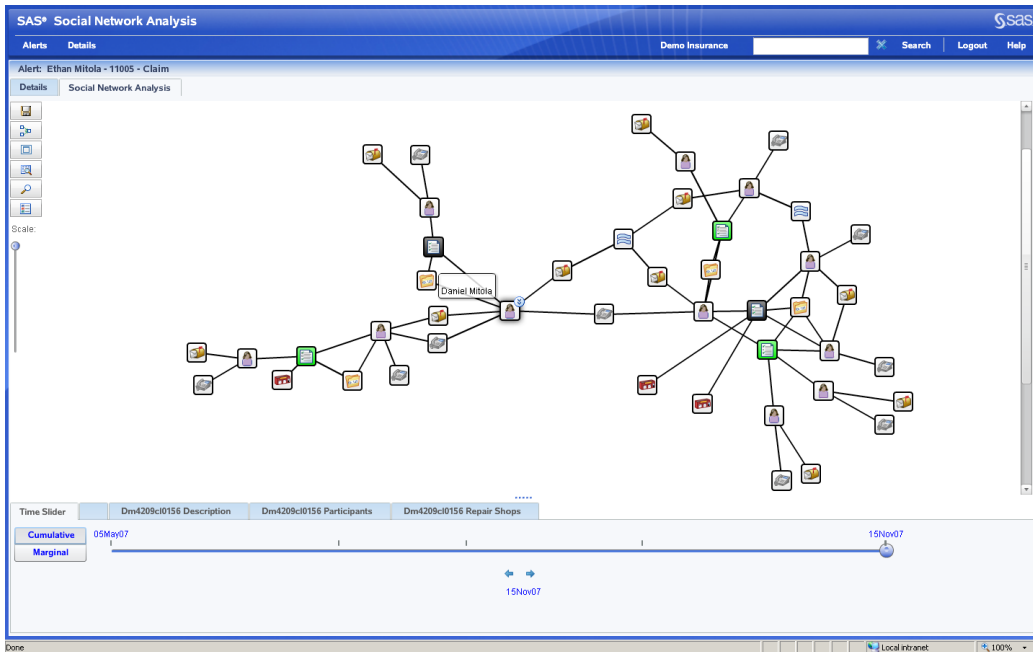 SAS® Social Network Analysis
sas
Alerts Details Demo Insurance Search Logout Help
Alert: Ethan Mitola - 11005 - Claim
Details Social Network Analysis
Scale:
Daniel Mitola
Time Slider Dm4209cl0156 Description Dm4209cl0156 Participants Dm4209cl0156 Repair Shops
Cumulative 05May07 15Nov07
Marginal
15Nov07
Done Local intranet 100%